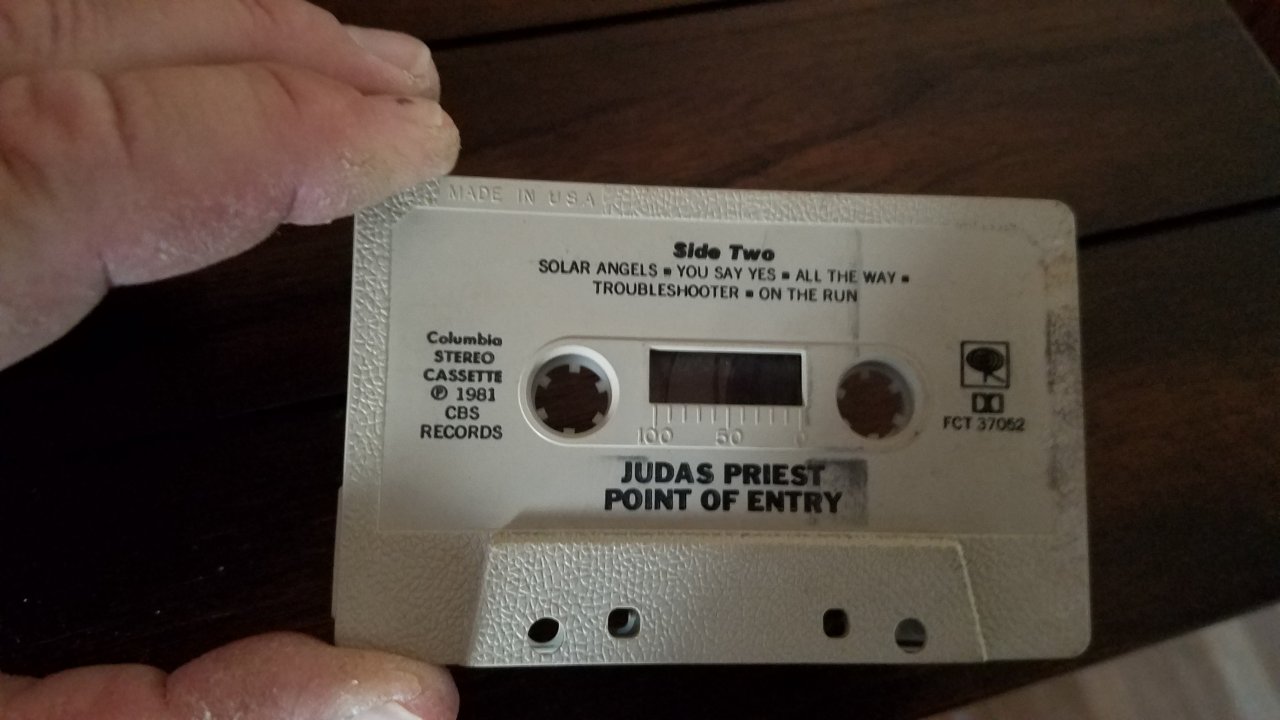 MADE IN USA
Side Two
SOLAR ANGELS ▪ YOU SAY YES ▪ ALL THE WAY ▪
TROUBLESHOOTER ▪ ON THE RUN
Columbia
STEREO
CASSETTE
℗ 1981
CBS
RECORDS
100 50 0
FCT 37052
JUDAS PRIEST
POINT OF ENTRY